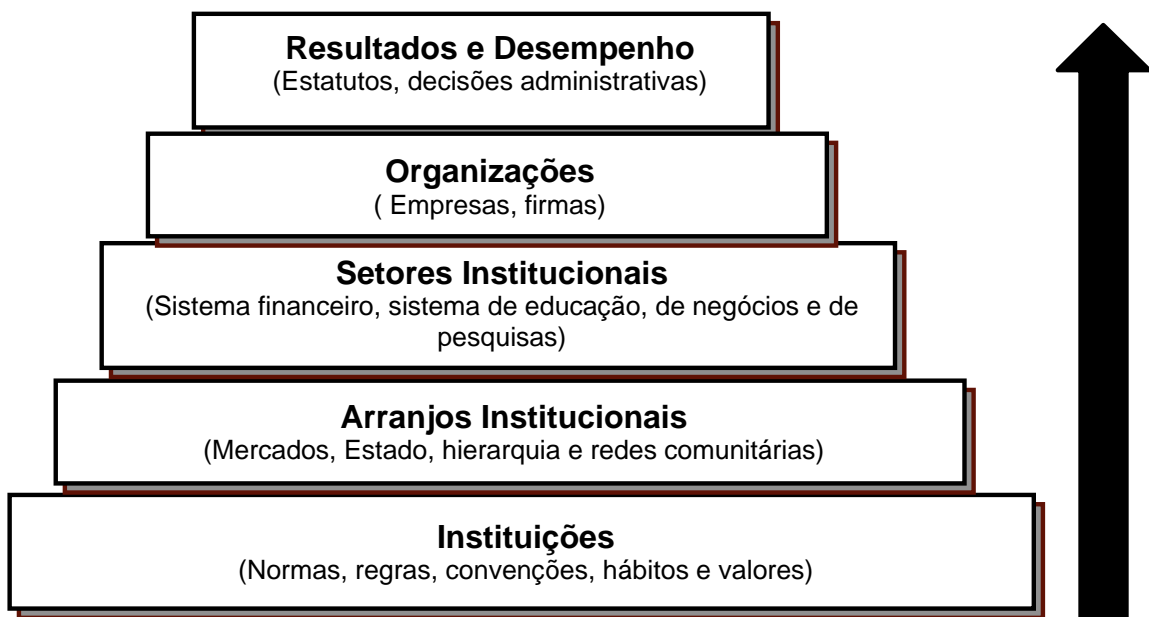 Resultados e Desempenho
(Estatutos, decisões administrativas)
Organizações
( Empresas, firmas)
Setores Institucionais
(Sistema financeiro, sistema de educação, de negócios e de
pesquisas)
Arranjos Institucionais
(Mercados, Estado, hierarquia e redes comunitárias)
Instituições
(Normas, regras, convenções, hábitos e valores)